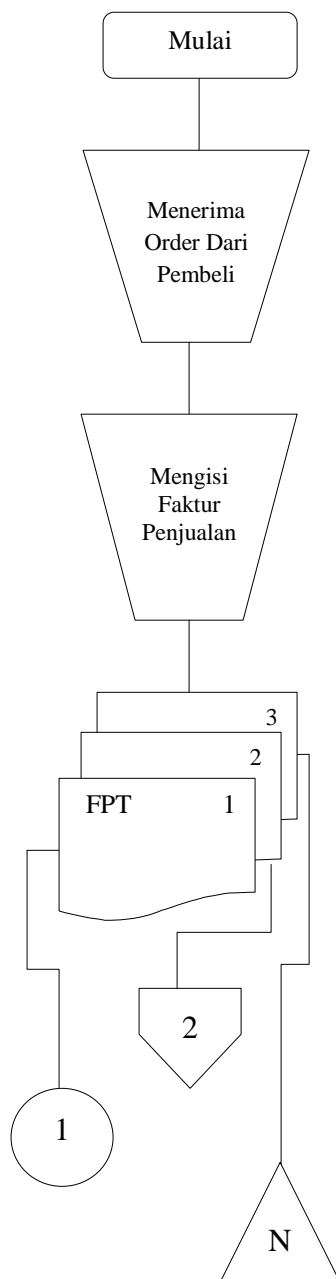 Mulai
Menerima
Order Dari
Pembeli
Mengisi
Faktur
Penjualan
3
2
FPT 1
2
1
N